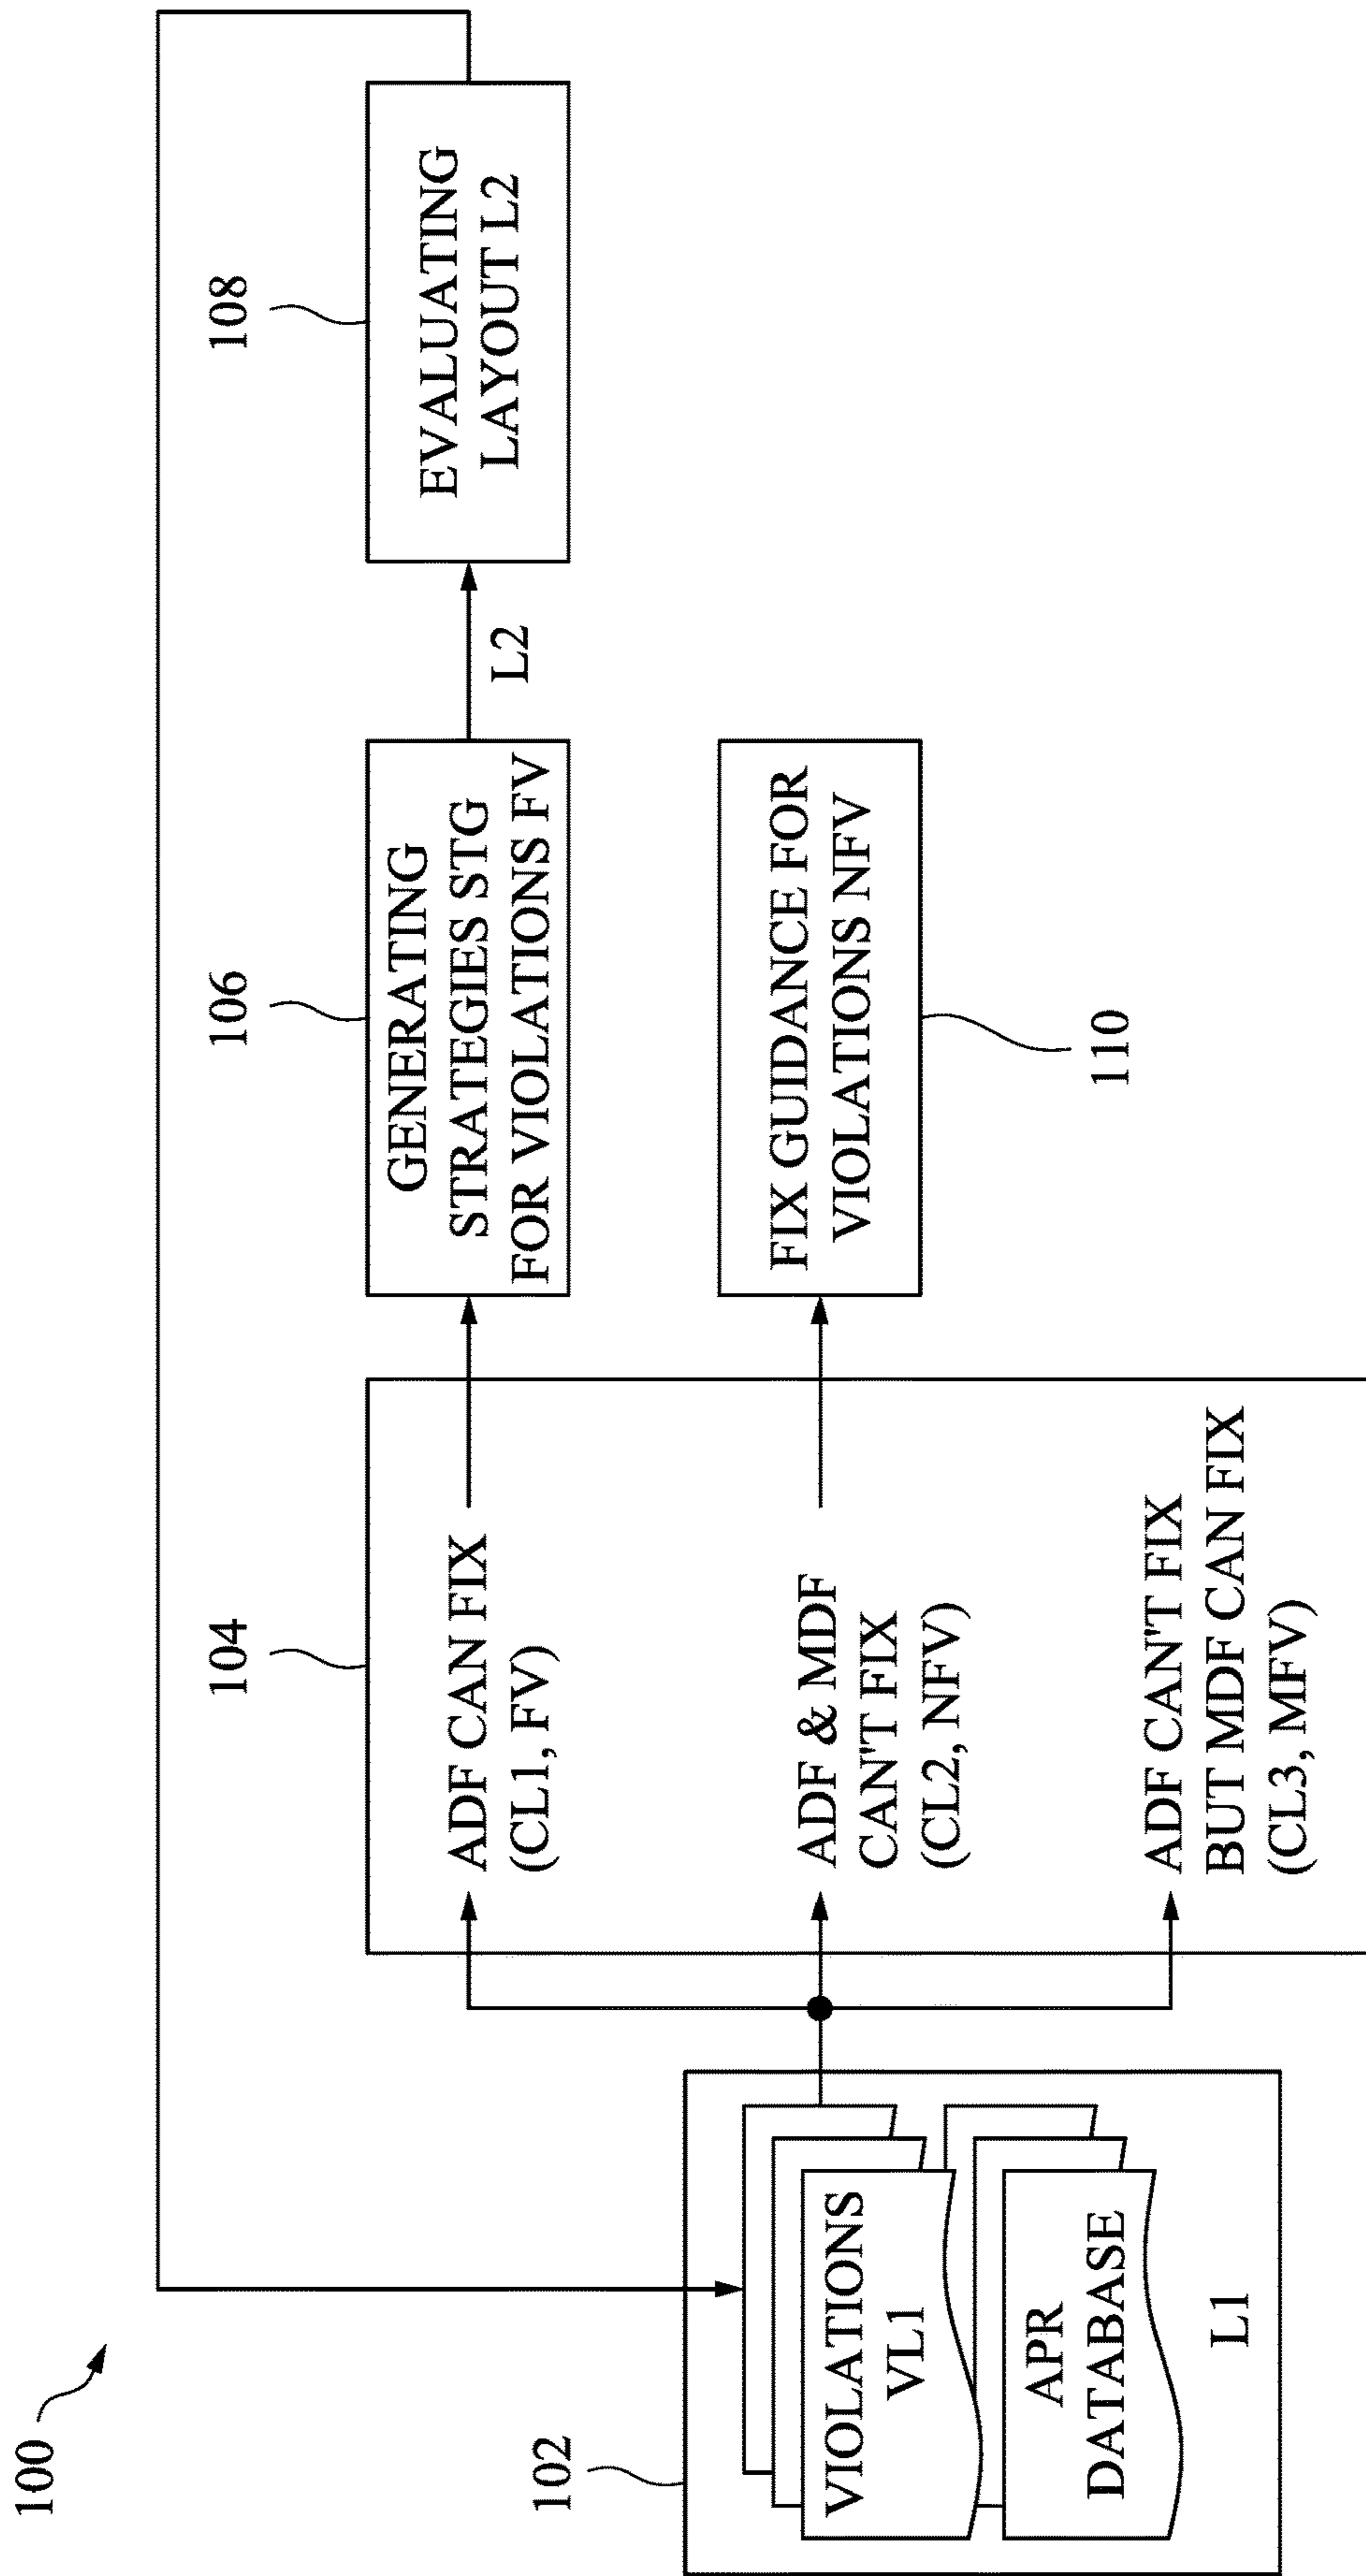 100
102
VIOLATIONS
VL1
APR
DATABASE
L1
104
ADF CAN FIX
(CL1, FV)
ADF & MDF
CAN'T FIX
(CL2, NFV)
ADF CAN'T FIX
BUT MDF CAN FIX
(CL3, MFV)
106
GENERATING
STRATEGIES STG
FOR VIOLATIONS FV
L2
108
EVALUATING
LAYOUT L2
FIX GUIDANCE FOR
VIOLATIONS NFV
110